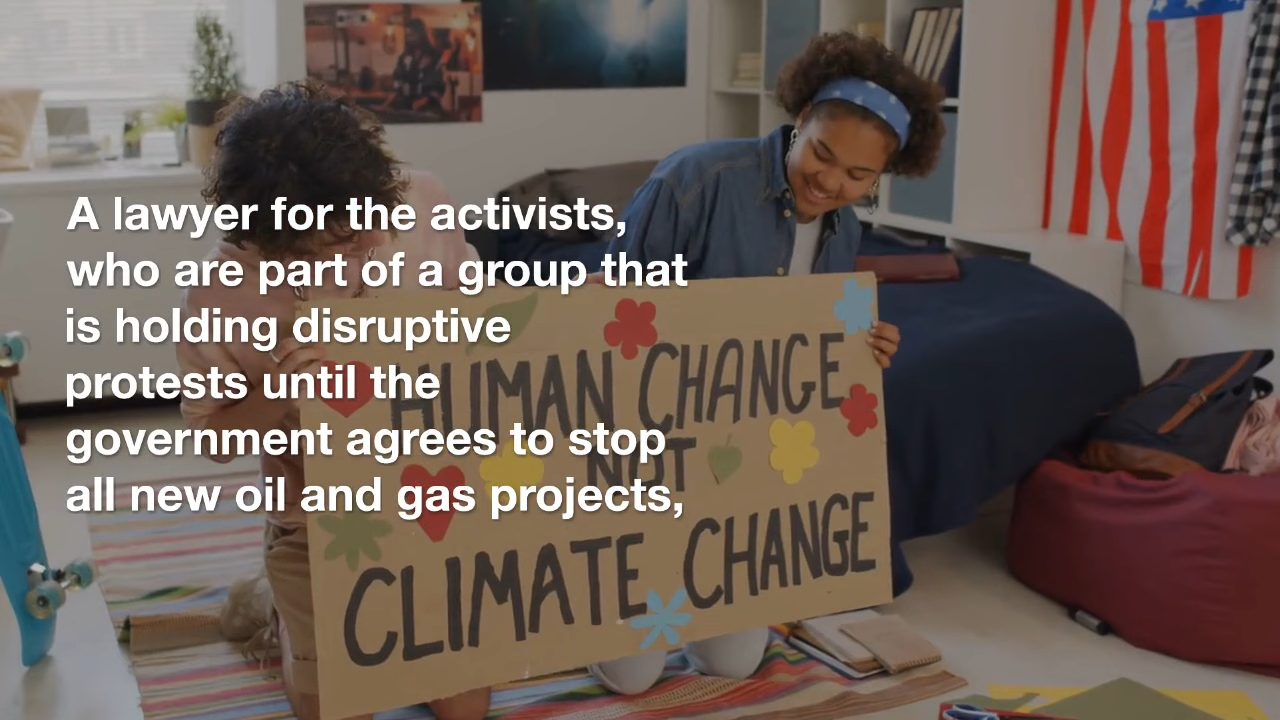 A lawyer for the activists,
who are part of a group that
is holding disruptive
protests until the
government agrees to stop
all new oil and gas projects,
HUMAN CHANGE
NOT
CLIMATE CHANGE